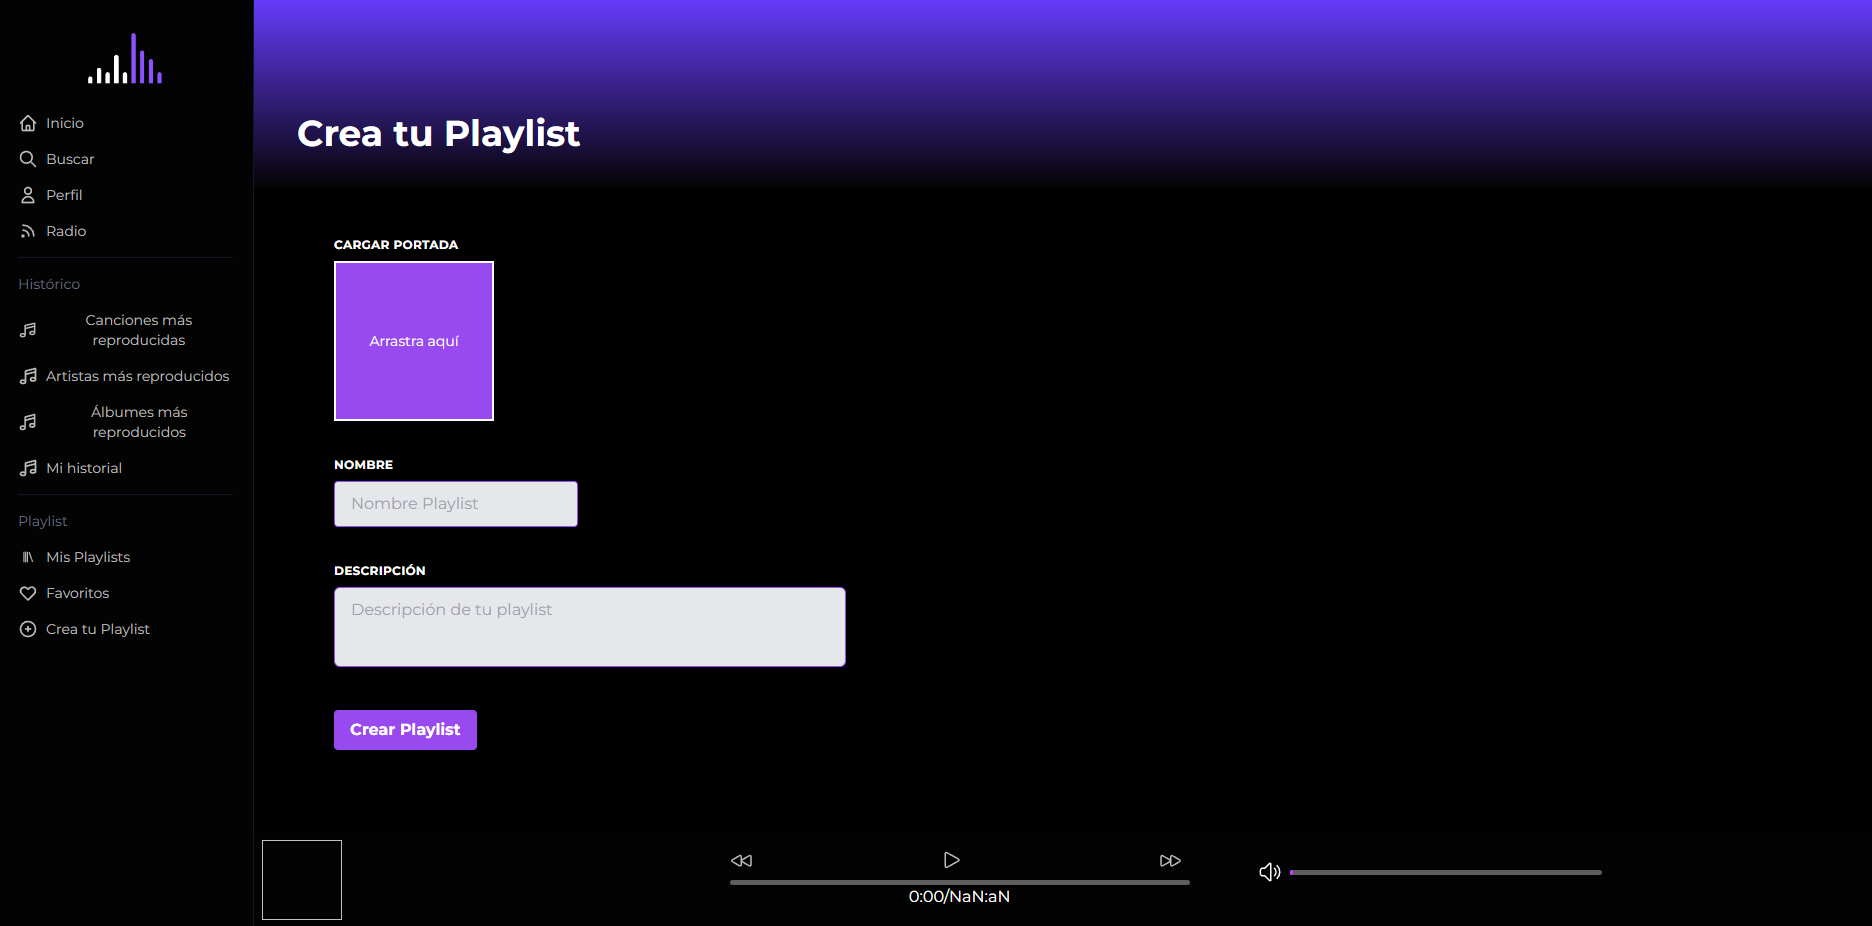 Inicio
Buscar
Perfil
Radio
Histórico
Canciones más
reproducidas
Artistas más reproducidos
Álbumes más
reproducidos
Mi historial
Playlist
Mis Playlists
Favoritos
Crea tu Playlist
Crea tu Playlist
CARGAR PORTADA
Arrastra aquí
NOMBRE
Nombre Playlist
DESCRIPCIÓN
Descripción de tu playlist
Crear Playlist
0:00/NaN:aN